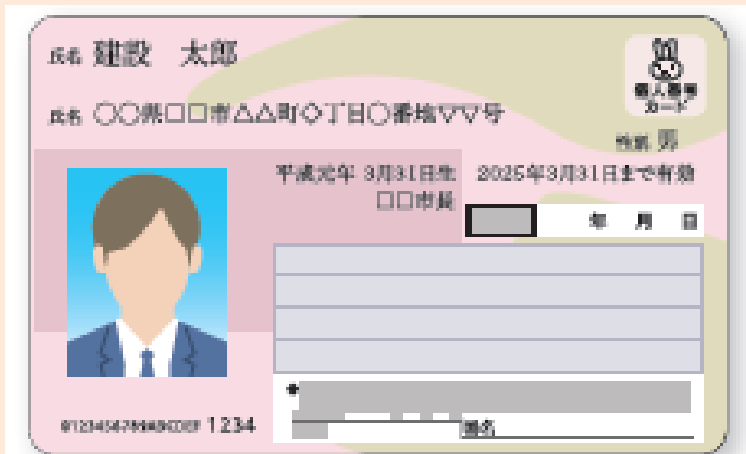 氏名 建設 太郎
個人番号
カード
氏名 〇〇県□□市△△町◇丁目〇番地▽▽号
性別 男
平成元年 3月31日生 2025年3月31日まで有効
□□市長
年 月 日
署名
0123456789ABCDEF 1234